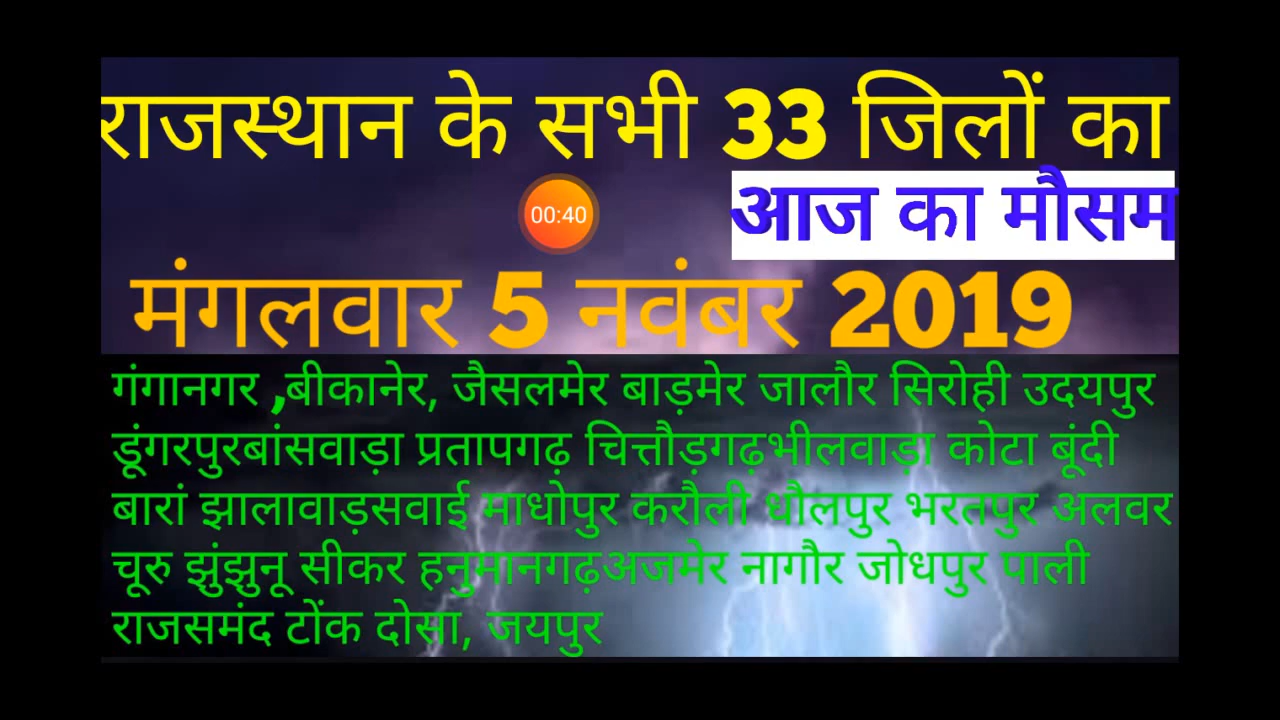 राजस्थान के सभी 33 जिलों का
00:40
आज का मौसम
मंगलवार 5 नवंबर 2019
गंगानगर ,बीकानेर, जैसलमेर बाड़मेर जालौर सिरोही उदयपुर
डूंगरपुरबांसवाड़ा प्रतापगढ़ चित्तौड़गढ़भीलवाड़ा कोटा बूंदी
बारां झालावाड़सवाई माधोपुर करौली धौलपुर भरतपुर अलवर
चूरु झुंझुनू सीकर हनुमानगढ़अजमेर नागौर जोधपुर पाली
राजसमंद टोंक दोसा, जयपुर